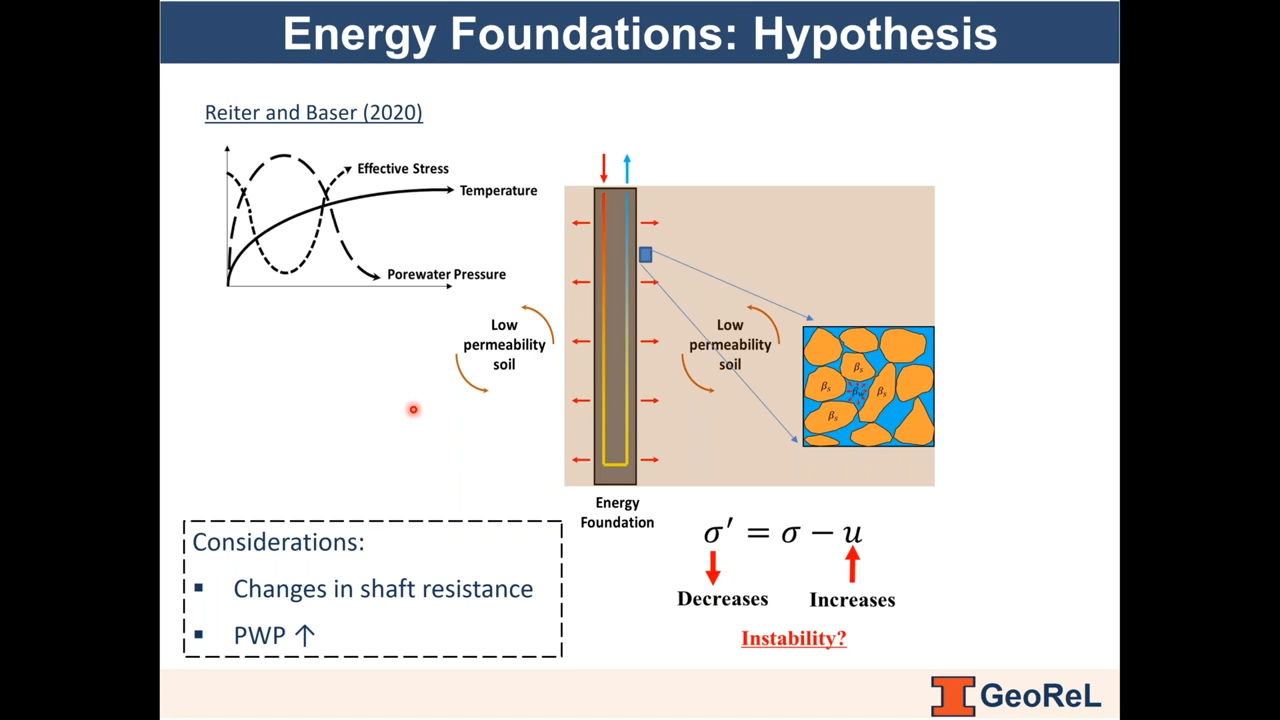 Energy Foundations: Hypothesis
Reiter and Baser (2020)
Effective Stress
Temperature
Porewater Pressure
Low
permeability
soil
Low
permeability
soil
βs
βs
βs
βw
βs
Energy
Foundation
σ′ = σ − u
Decreases
Increases
Instability?
Considerations:
▪ Changes in shaft resistance
▪ PWP ↑
I GeoReL